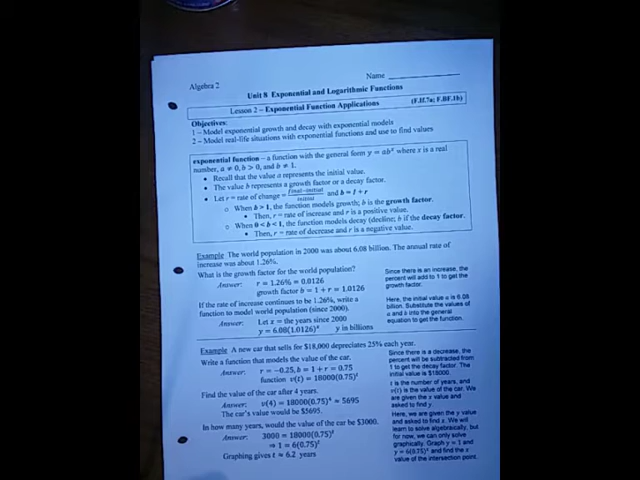 Algebra 2
Name
Unit 8 Exponential and Logarithmic Functions
Lesson 2 – Exponential Function Applications (F.IF.7e; F.BF.1b)
Objectives:
1 – Model exponential growth and decay with exponential models
2 – Model real-life situations with exponential functions and use to find values
exponential function – a function with the general form y = abˣ where x is a real
number, a ≠ 0, b > 0, and b ≠ 1.
• Recall that the value a represents the initial value.
• The value b represents a growth factor or a decay factor.
• Let r = rate of change = final−initial / initial and b = 1 + r
o When b > 1, the function models growth; b is the growth factor.
• Then, r = rate of increase and r is a positive value.
o When 0 < b < 1, the function models decay (decline; b if the decay factor.
• Then, r = rate of decrease and r is a negative value.
Example The world population in 2000 was about 6.08 billion. The annual rate of
increase was about 1.26%.
What is the growth factor for the world population?
Answer: r = 1.26% = 0.0126
growth factor b = 1 + r = 1.0126
Since there is an increase, the
percent will add to 1 to get the
growth factor.
If the rate of increase continues to be 1.26%, write a
function to model world population (since 2000).
Answer: Let x = the years since 2000
y = 6.08(1.0126)ˣ y in billions
Here, the initial value a is 6.08
billion. Substitute the values of
a and b into the general
equation to get the function.
Example A new car that sells for $18,000 depreciates 25% each year.
Write a function that models the value of the car.
Answer: r = −0.25, b = 1 + r = 0.75
function v(t) = 18000(0.75)ᵗ
Since there is a decrease, the
percent will be subtracted from
1 to get the decay factor. The
initial value is $18000.
Find the value of the car after 4 years.
Answer: v(4) = 18000(0.75)⁴ ≈ 5695
The car's value would be $5695.
t is the number of years, and
v(t) is the value of the car. We
are given the x value and
asked to find y.
In how many years, would the value of the car be $3000.
Answer: 3000 = 18000(0.75)ᵗ
⇒ 1 = 6(0.75)ᵗ
Graphing gives t ≈ 6.2 years
Here, we are given the y value
and asked to find x. We will
learn to solve algebraically, but
for now, we can only solve
graphically. Graph y = 1 and
y = 6(0.75)ˣ and find the x
value of the intersection point.